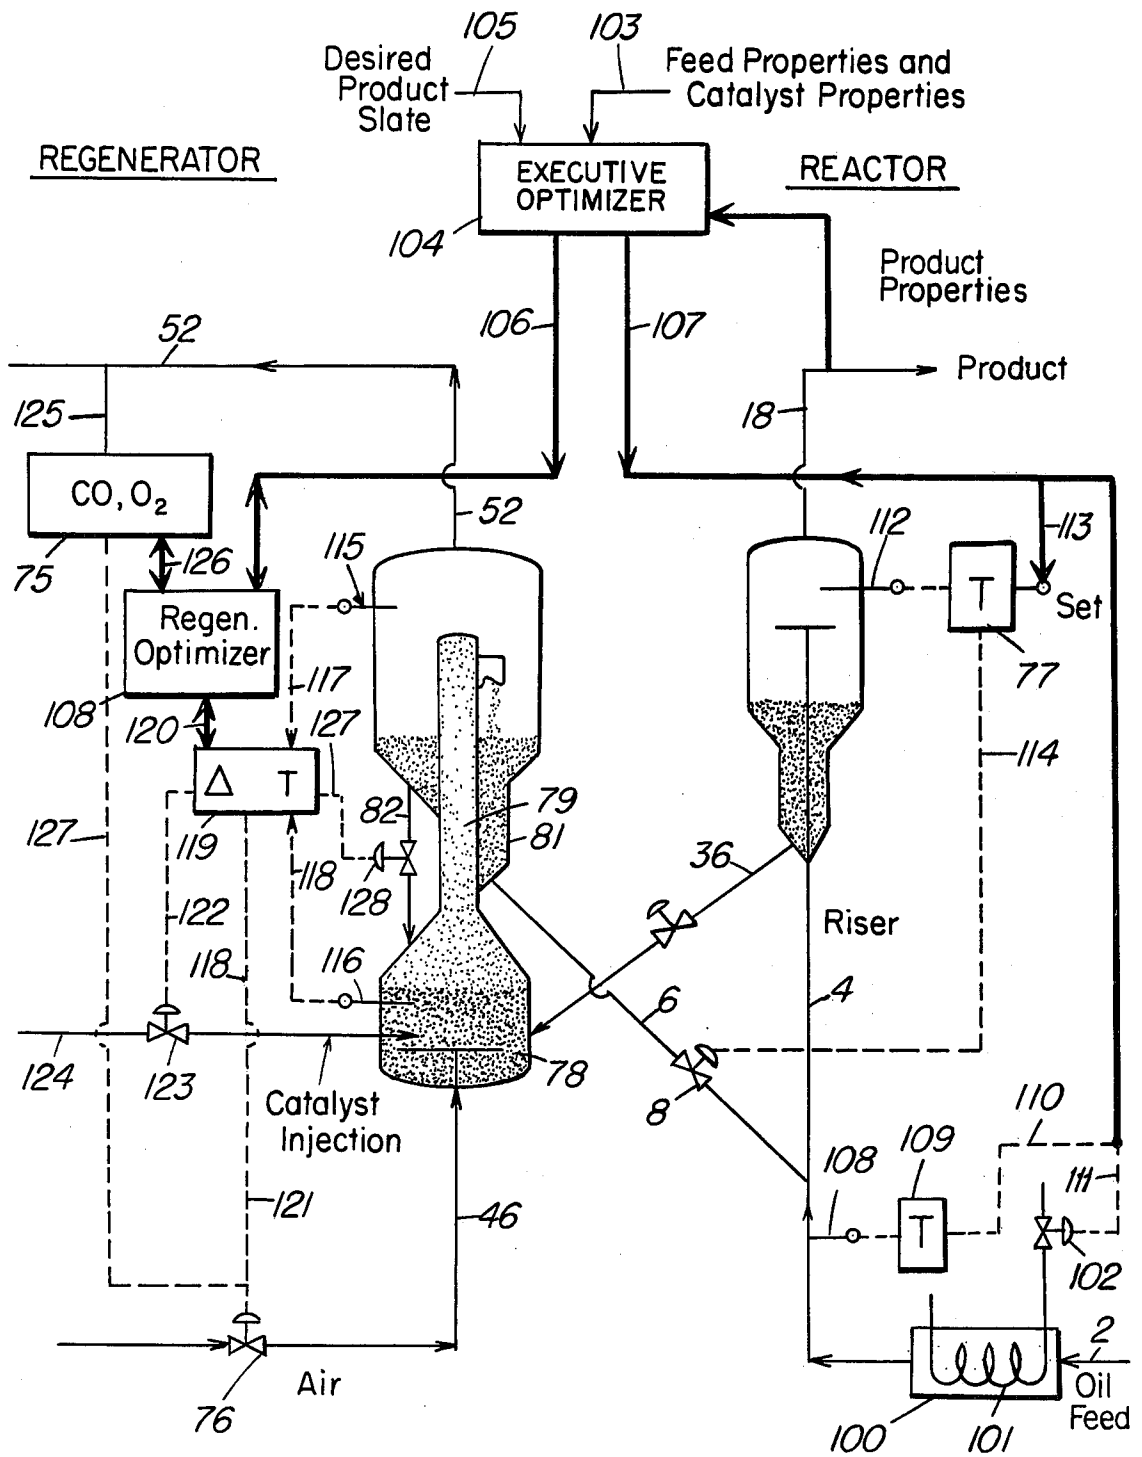 105
103
Desired
Product
Slate
Feed Properties and
Catalyst Properties
REGENERATOR
EXECUTIVE
OPTIMIZER
REACTOR
104
Product
Properties
106
107
52
Product
125
18
CO, O2
52
112
113
75
126
115
T
Set
Regen.
Optimizer
77
108
117
120
127
114
Δ T
82
79
81
127
119
118
128
36
122
Riser
118
116
6
4
124
123
78
Catalyst
Injection
8
110
109
108
111
121
46
T
102
2
Air
Oil
Feed
76
100
101